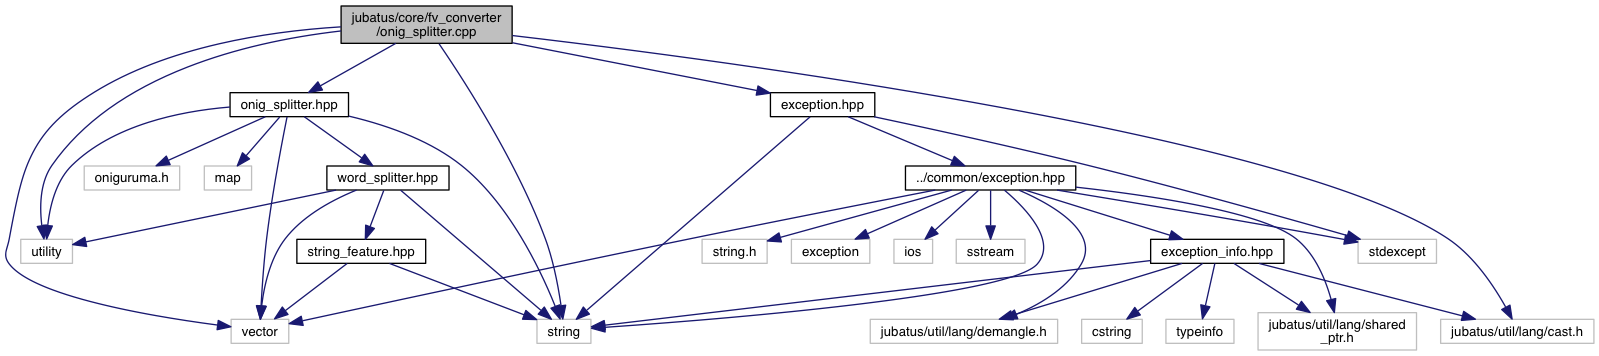 jubatus/core/fv_converter
/onig_splitter.cpp
onig_splitter.hpp
exception.hpp
oniguruma.h
map
word_splitter.hpp
../common/exception.hpp
utility
string_feature.hpp
string.h
exception
ios
sstream
exception_info.hpp
stdexcept
vector
string
jubatus/util/lang/demangle.h
cstring
typeinfo
jubatus/util/lang/shared
_ptr.h
jubatus/util/lang/cast.h